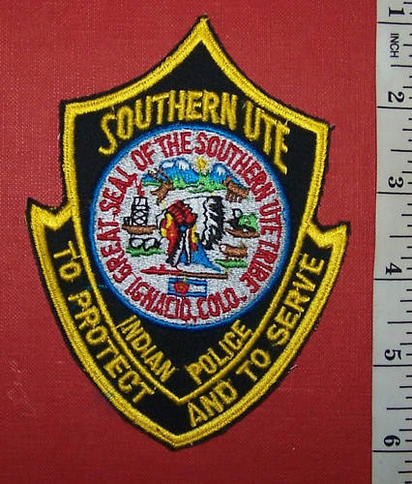 SOUTHERN UTE
GREAT SEAL OF THE SOUTHERN UTE TRIBE
IGNACIO, COLO.
INDIAN POLICE
TO PROTECT AND TO SERVE
1
INCH
2
3
4
5
6